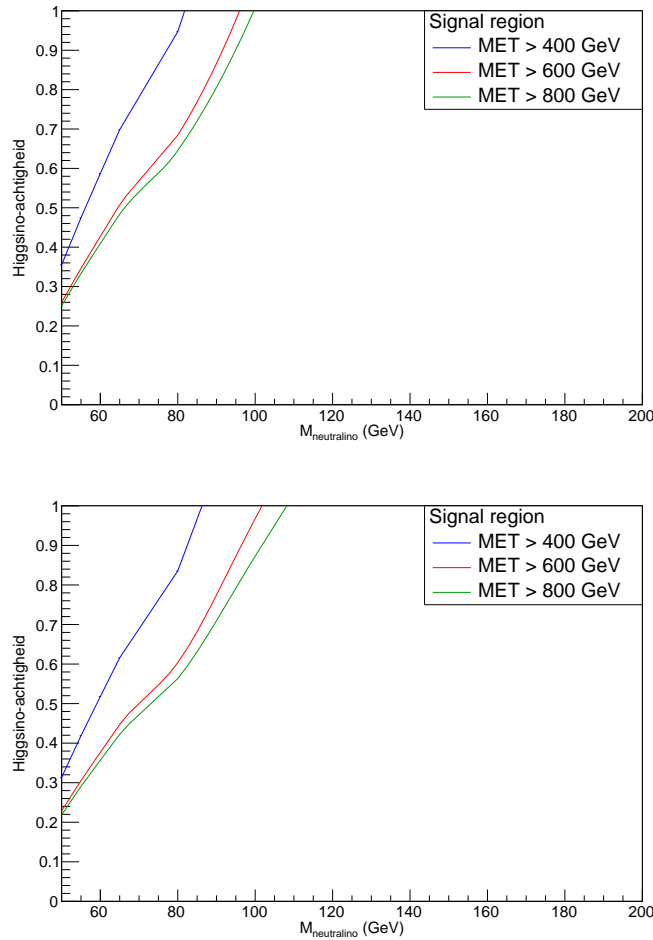 Signal region
MET > 400 GeV
MET > 600 GeV
MET > 800 GeV
1
0.9
0.8
0.7
0.6
0.5
0.4
0.3
0.2
0.1
0
Higgsino-achtigheid
60 80 100 120 140 160 180 200
M_neutralino (GeV)
Signal region
MET > 400 GeV
MET > 600 GeV
MET > 800 GeV
1
0.9
0.8
0.7
0.6
0.5
0.4
0.3
0.2
0.1
0
Higgsino-achtigheid
60 80 100 120 140 160 180 200
M_neutralino (GeV)